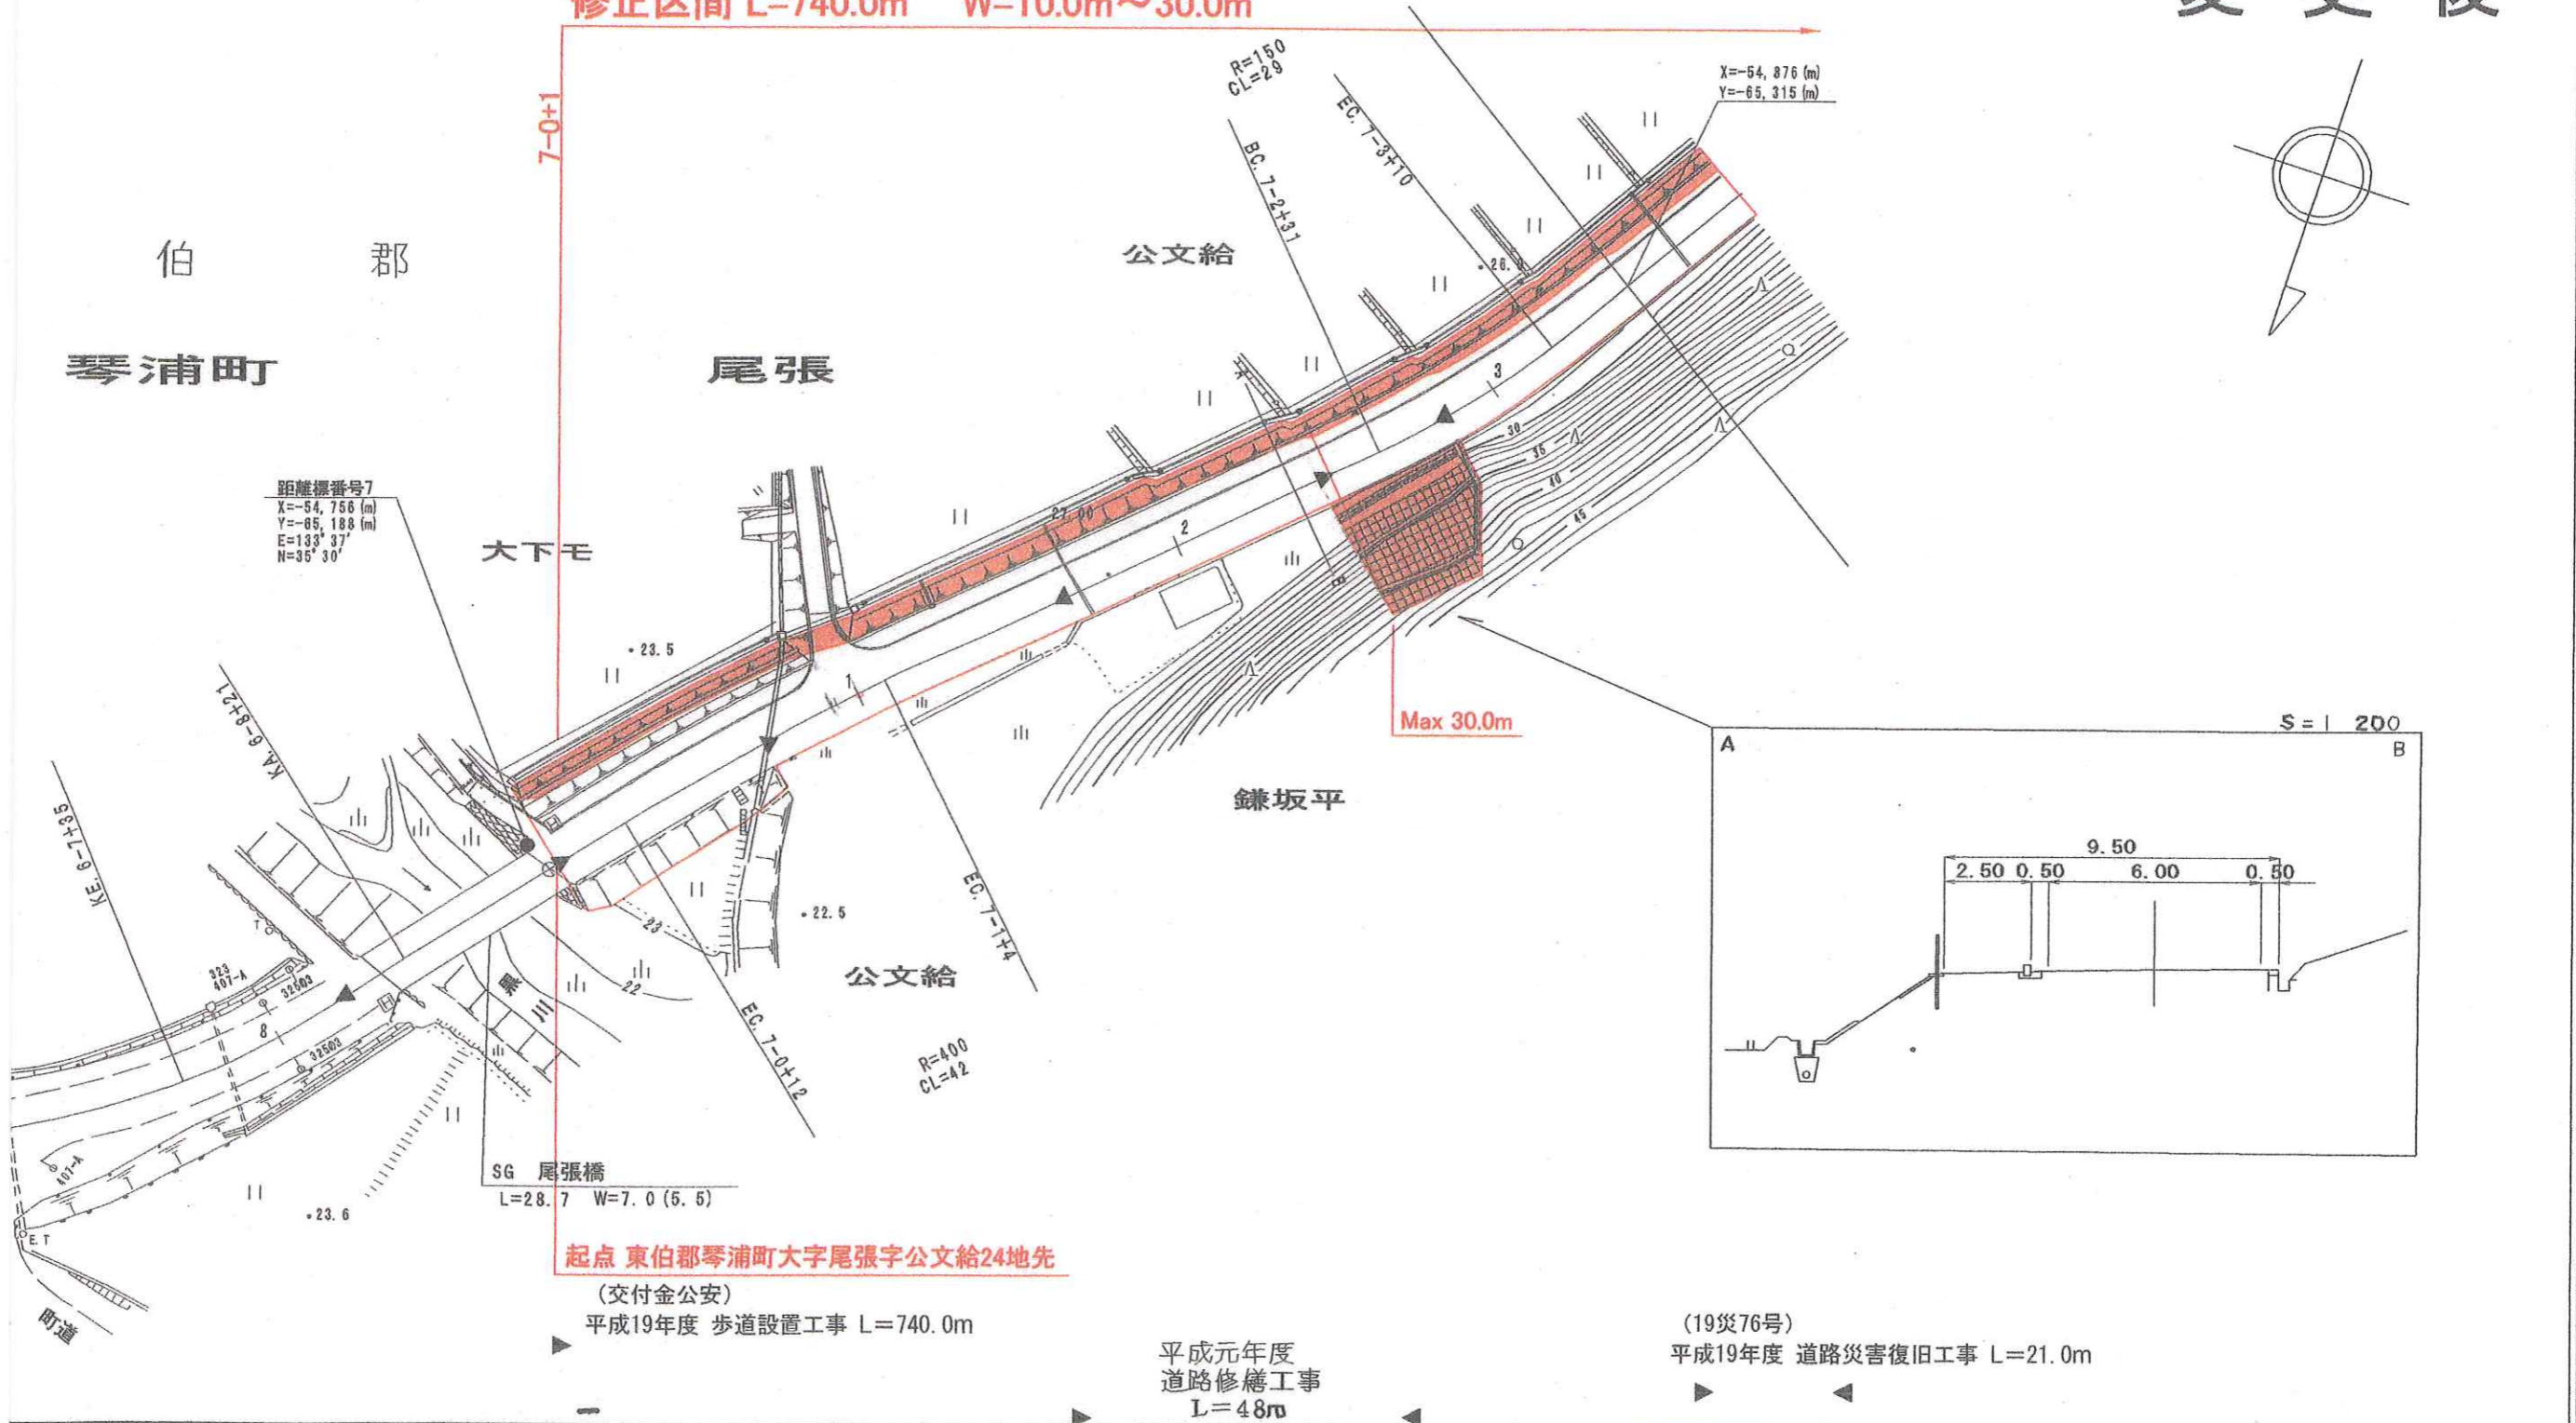 修正区間 L=740.0m W=10.0m～30.0m
変 更 後
7-0+1
R=150
CL=29
EC. 7-3+10
BC. 7-2+31
X=-54, 876 (m)
Y=-65, 315 (m)
伯 郡
公文給
26.
琴浦町
尾張
3
距離標番号7
X=-54, 756 (m)
Y=-65, 188 (m)
E=133° 37′
N=35° 30′
大下モ
27.00
2
30
35
40
45
23.5
1
KA. 6-8+21
KE. 6-7+35
Max 30.0m
S=1 200
A
B
鎌坂平
9.50
2.50 0.50 6.00 0.50
EC. 7-1+4
22.5
23
22
公文給
黒川
EC. 7-0+12
R=400
CL=42
T
323
407-A
32503
8
32503
407-A
SG 尾張橋
L=28.7 W=7.0(5.5)
23.6
E.T
町道
起点 東伯郡琴浦町大字尾張字公文給24地先
(交付金公安)
平成19年度 歩道設置工事 L=740.0m
平成元年度
道路修繕工事
L=48m
(19災76号)
平成19年度 道路災害復旧工事 L=21.0m